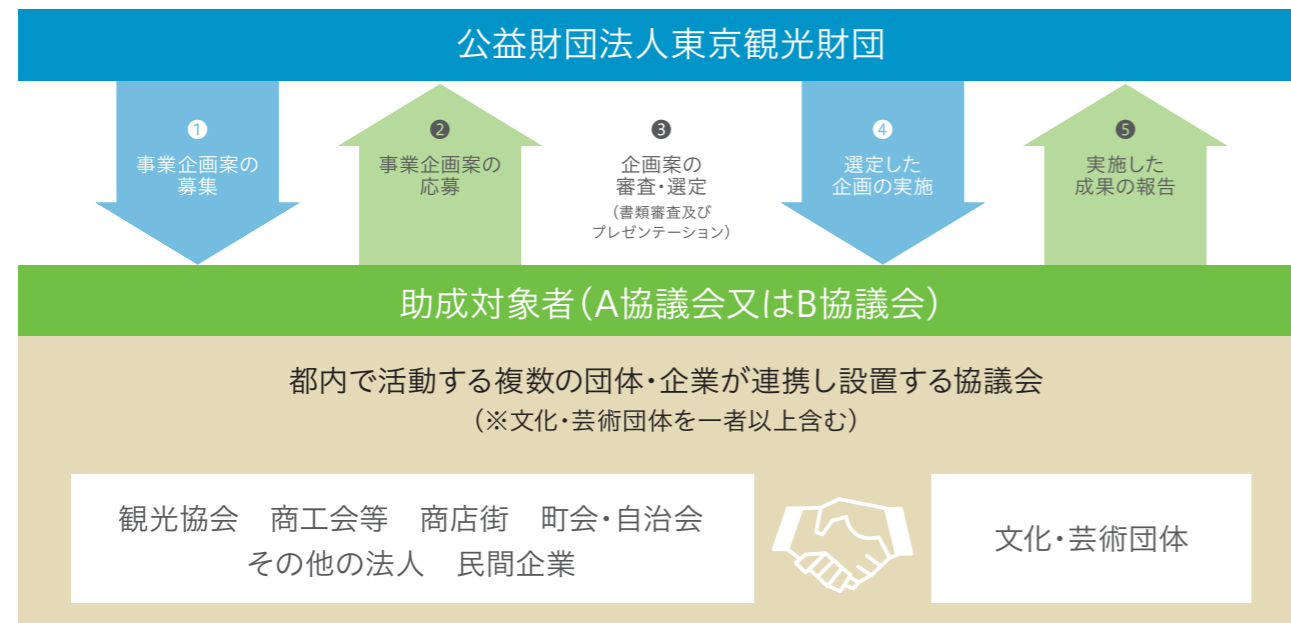 公益財団法人東京観光財団
❶
事業企画案の
募集
❷
事業企画案の
応募
❸
企画案の
審査・選定
(書類審査及び
プレゼンテーション)
❹
選定した
企画の実施
❺
実施した
成果の報告
助成対象者(A協議会又はB協議会)
都内で活動する複数の団体・企業が連携し設置する協議会
(※文化・芸術団体を一者以上含む)
観光協会 商工会等 商店街 町会・自治会
その他の法人 民間企業
文化・芸術団体